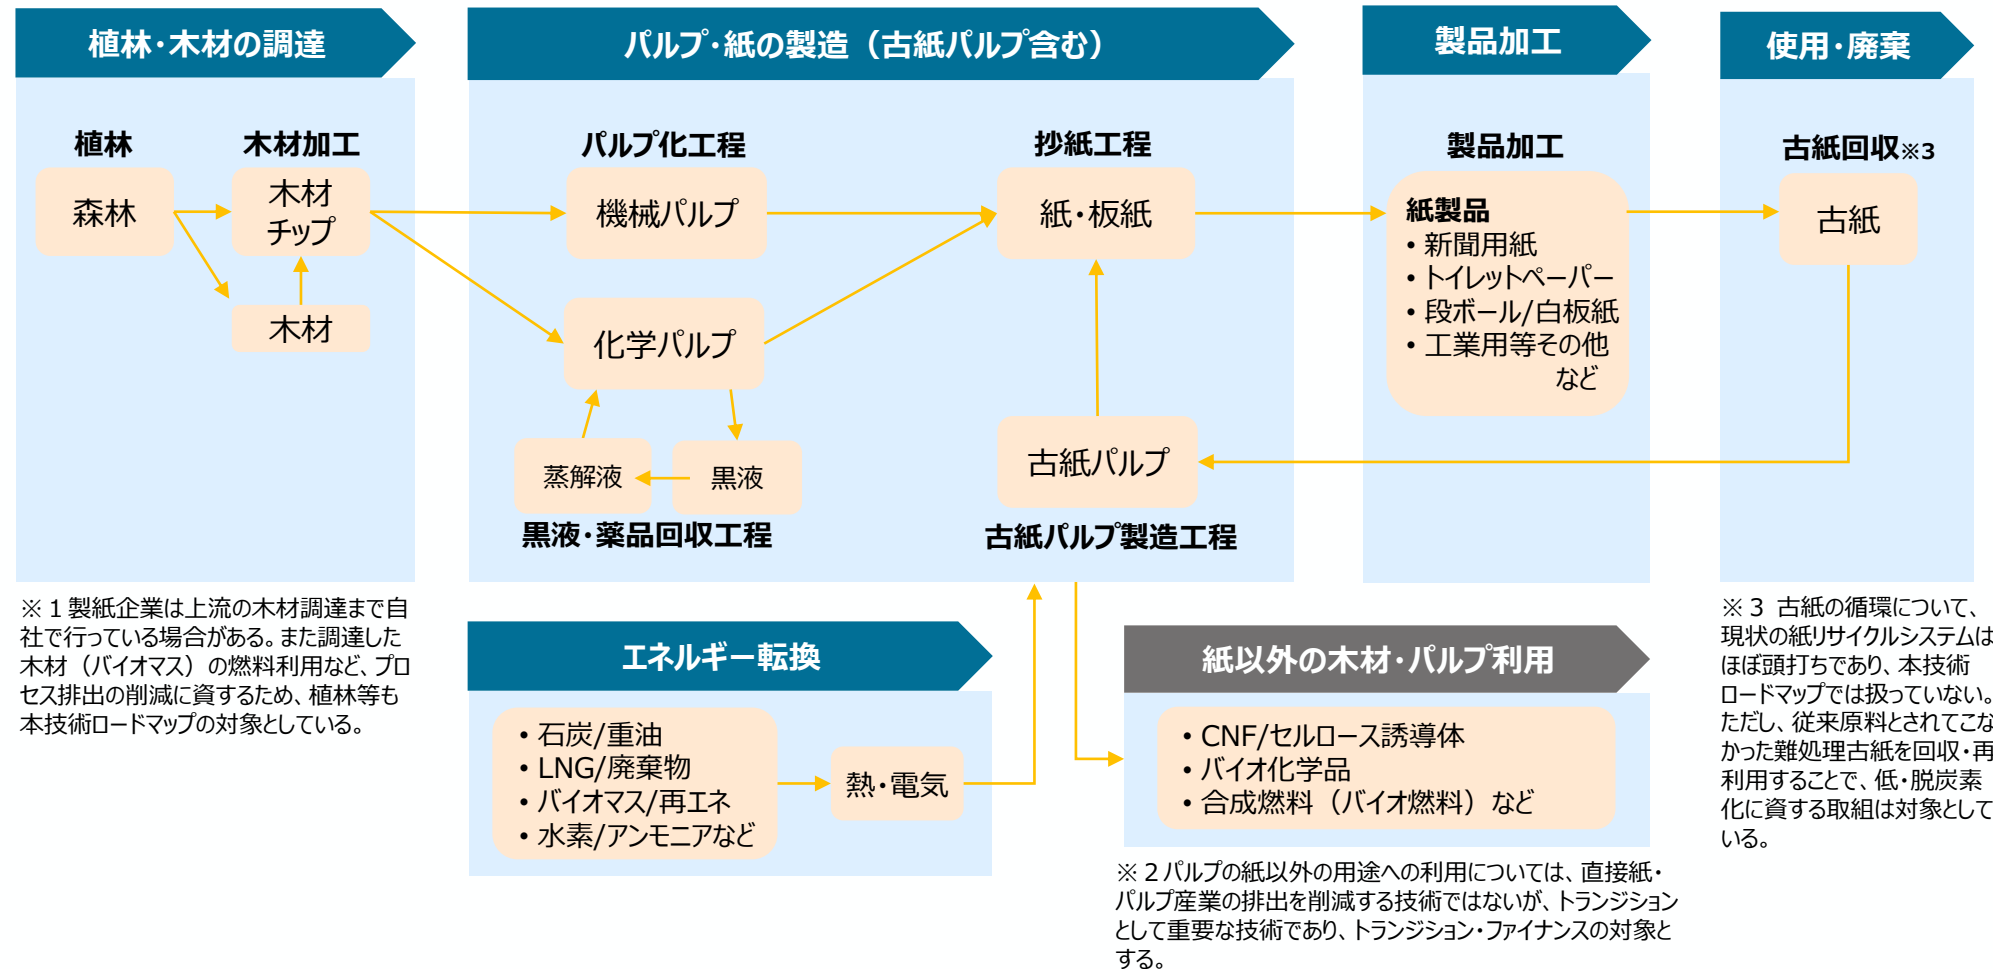 植林・木材の調達
植林
木材加工
森林
木材
チップ
木材
※1 製紙企業は上流の木材調達まで自
社で行っている場合がある。また調達した
木材（バイオマス）の燃料利用など、プロ
セス排出の削減に資するため、植林等も
本技術ロードマップの対象としている。
パルプ・紙の製造（古紙パルプ含む）
パルプ化工程
抄紙工程
機械パルプ
紙・板紙
化学パルプ
蒸解液
黒液
古紙パルプ
黒液・薬品回収工程
古紙パルプ製造工程
製品加工
製品加工
紙製品
・新聞用紙
・トイレットペーパー
・段ボール/白板紙
・工業用等その他
など
使用・廃棄
古紙回収※3
古紙
※3 古紙の循環について、
現状の紙リサイクルシステムは
ほぼ頭打ちであり、本技術
ロードマップでは扱っていない。
ただし、従来原料とされてこな
かった難処理古紙を回収・再
利用することで、低・脱炭素
化に資する取組は対象として
いる。
エネルギー転換
・石炭/重油
・LNG/廃棄物
・バイオマス/再エネ
・水素/アンモニアなど
熱・電気
紙以外の木材・パルプ利用
・CNF/セルロース誘導体
・バイオ化学品
・合成燃料（バイオ燃料）など
※2 パルプの紙以外の用途への利用については、直接紙・
パルプ産業の排出を削減する技術ではないが、トランジション
として重要な技術であり、トランジション・ファイナンスの対象と
する。